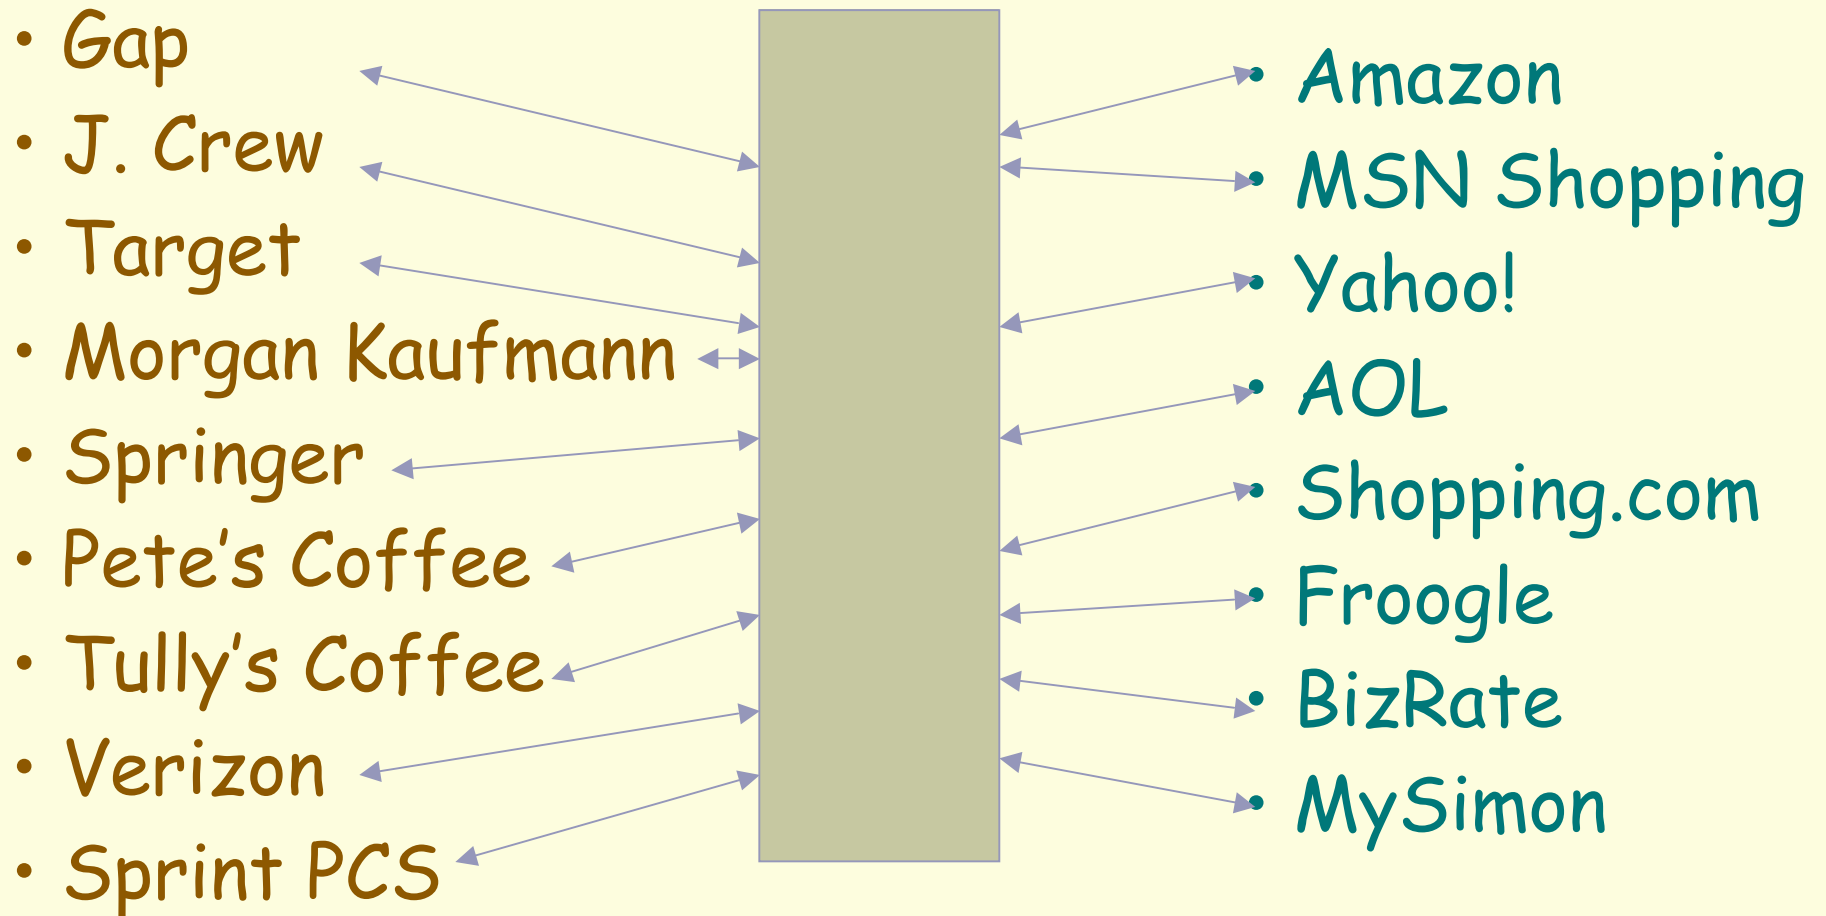 • Gap
• J. Crew
• Target
• Morgan Kaufmann
• Springer
• Pete's Coffee
• Tully's Coffee
• Verizon
• Sprint PCS
• Amazon
• MSN Shopping
• Yahoo!
• AOL
• Shopping.com
• Froogle
• BizRate
• MySimon